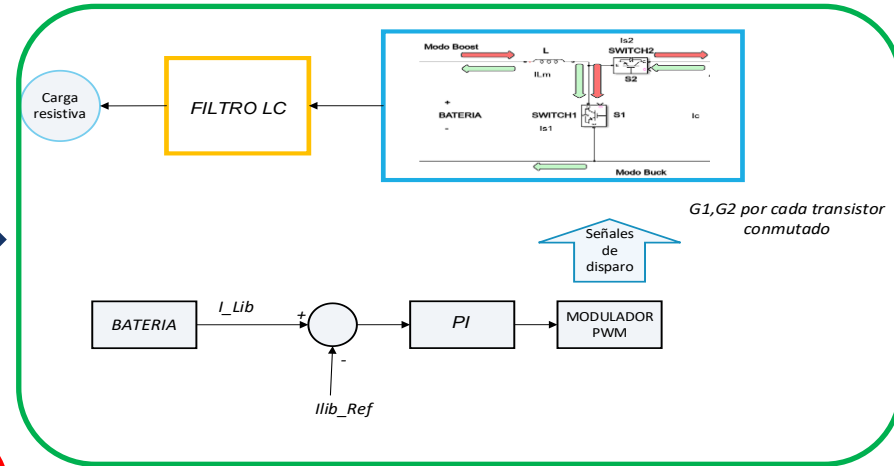 Is2
SWITCH2
Modo Boost
L
S2
ILm
+
BATERIA
-
SWITCH1
S1
Is1
Ic
Modo Buck
FILTRO LC
Carga
resistiva
G1,G2 por cada transistor
conmutado
Señales
de
disparo
BATERIA
I_Lib
+
-
PI
MODULADOR
PWM
Ilib_Ref